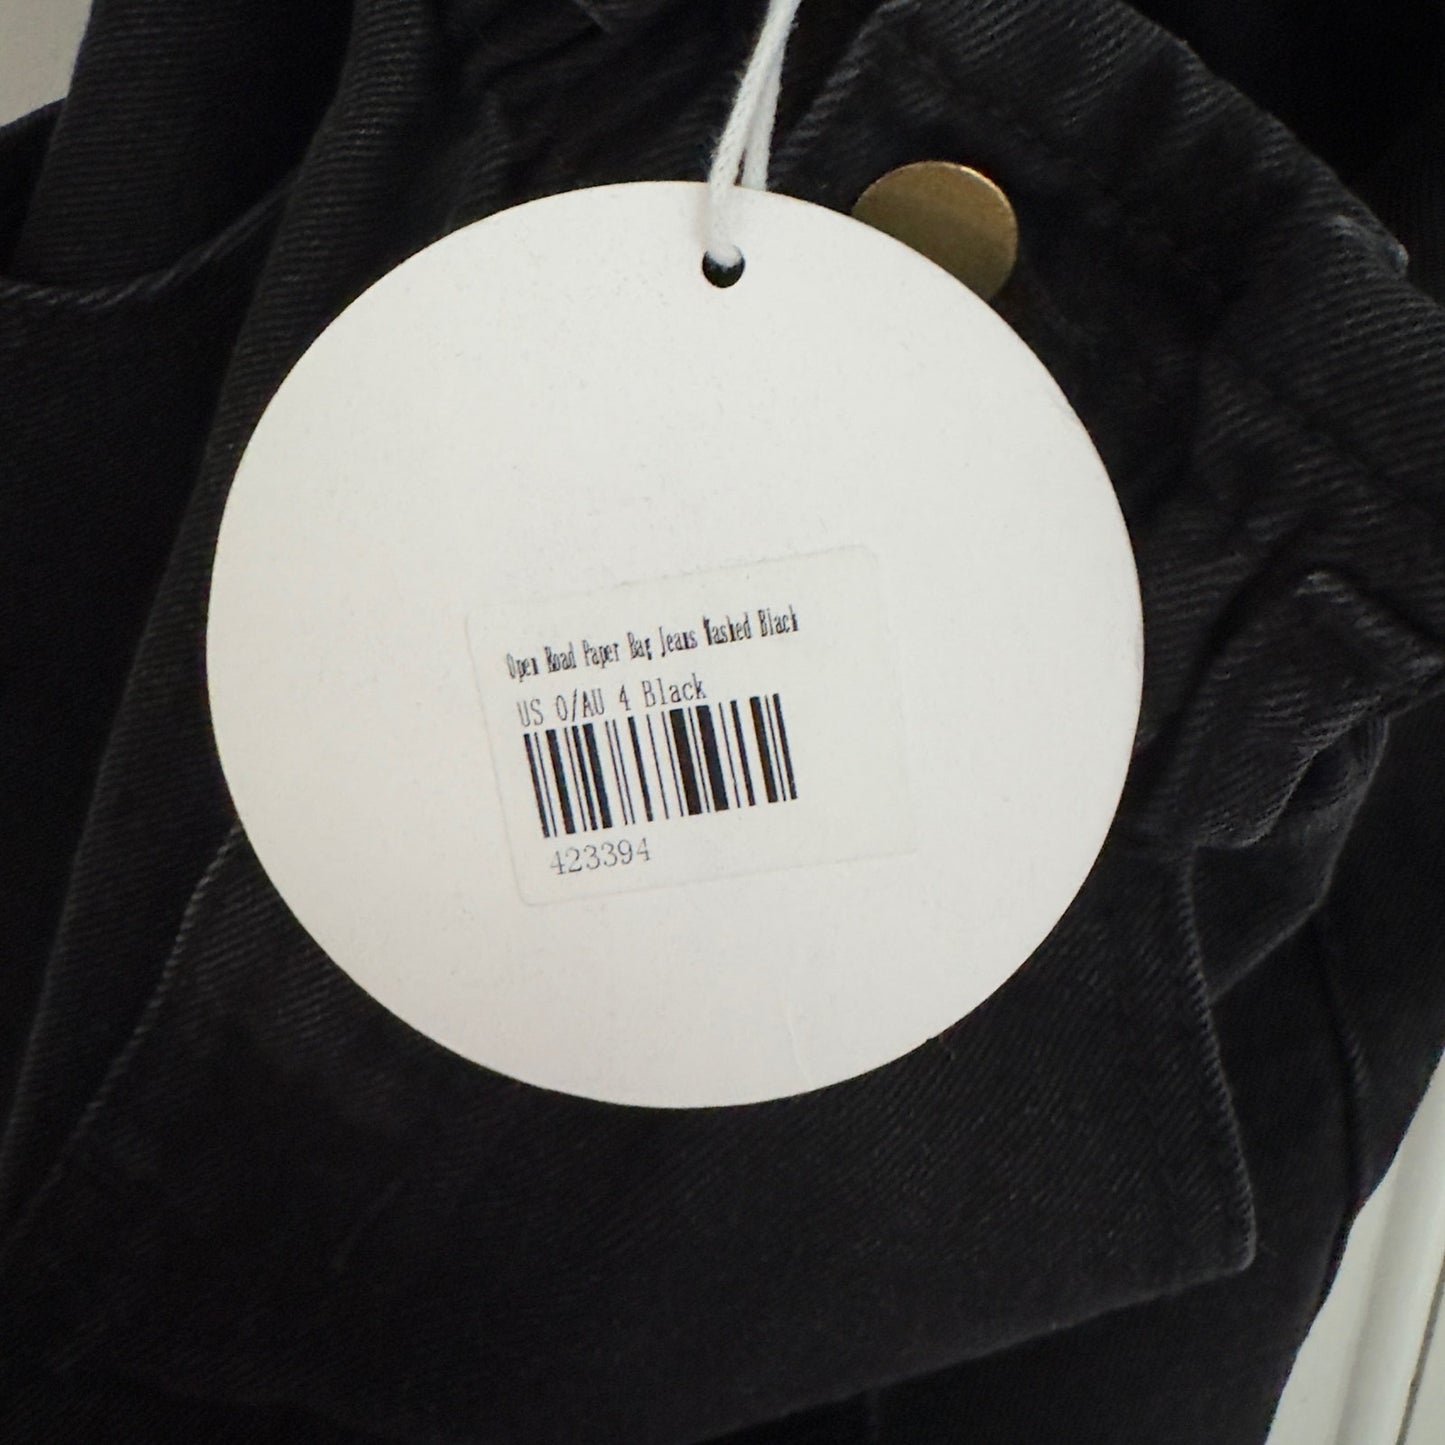 Open Road Paper Bag Jeans Washed Black
US 0/AU 4 Black
423394